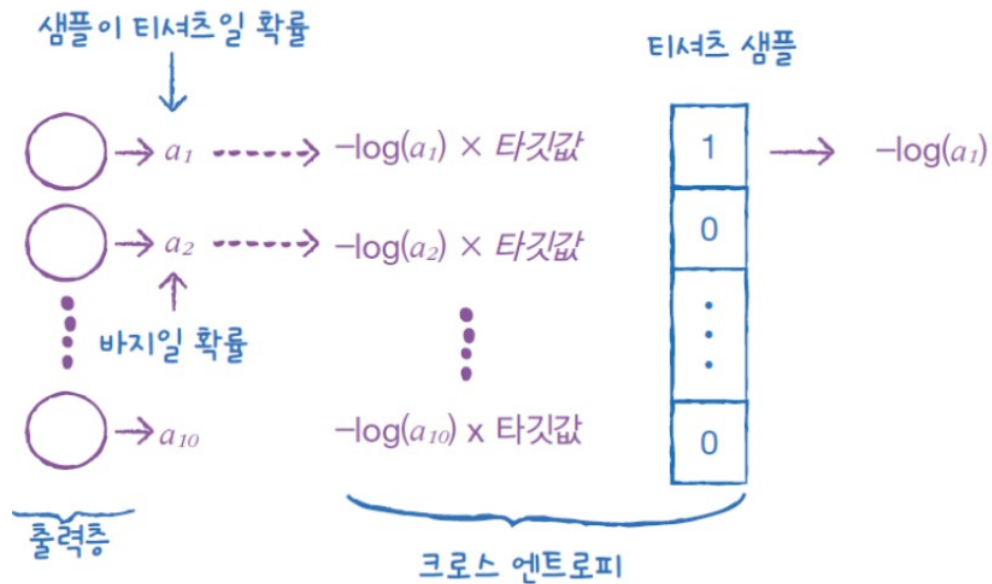 샘플이 티셔츠일 확률
티셔츠 샘플
a₁ −log(a₁) × 타깃값 1 −log(a₁)
a₂ −log(a₂) × 타깃값 0
바지일 확률
a₁₀ −log(a₁₀) x 타깃값 0
출력층
크로스 엔트로피